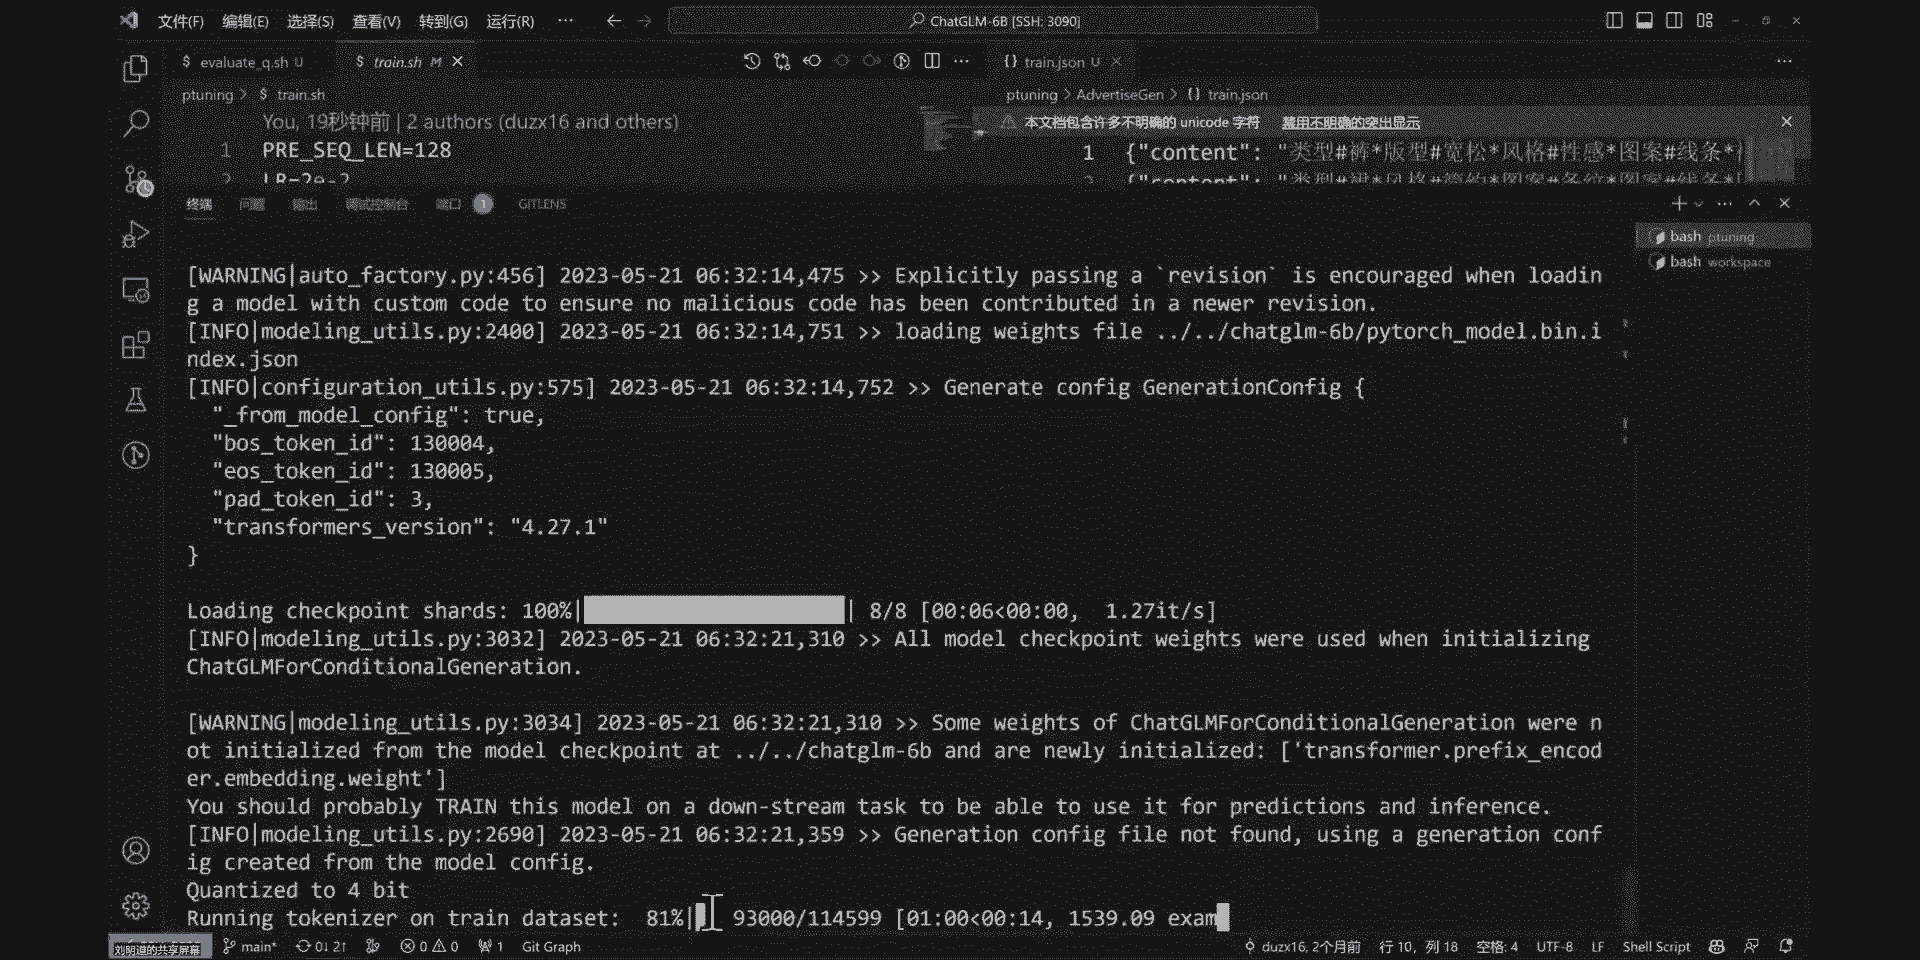 文件(F) 编辑(E) 选择(S) 查看(V) 转到(G) 运行(R) ··· ChatGLM-6B [SSH: 3090]
$ evaluate_q.sh U $ train.sh M {} train.json U
ptuning > $ train.sh ptuning > AdvertiseGen > {} train.json
You, 19秒钟前 | 2 authors (duzx16 and others) 本文档包含许多不明确的 unicode 字符 禁用不明确的突出显示
1 PRE_SEQ_LEN=128 1 {"content": "类型#裤*版型#宽松*风格#性感*图案#线条*
2 LR=2e-2 2 {"content": "类型#裙*风格#简约*图案#条纹*图案#线条*
终端 问题 输出 调试控制台 端口 1 GITLENS
bash ptuning
bash workspace
[WARNING|auto_factory.py:456] 2023-05-21 06:32:14,475 >> Explicitly passing a `revision` is encouraged when loadin
g a model with custom code to ensure no malicious code has been contributed in a newer revision.
[INFO|modeling_utils.py:2400] 2023-05-21 06:32:14,751 >> loading weights file ../../chatglm-6b/pytorch_model.bin.i
ndex.json
[INFO|configuration_utils.py:575] 2023-05-21 06:32:14,752 >> Generate config GenerationConfig {
"_from_model_config": true,
"bos_token_id": 130004,
"eos_token_id": 130005,
"pad_token_id": 3,
"transformers_version": "4.27.1"
}
Loading checkpoint shards: 100%| | 8/8 [00:06<00:00, 1.27it/s]
[INFO|modeling_utils.py:3032] 2023-05-21 06:32:21,310 >> All model checkpoint weights were used when initializing
ChatGLMForConditionalGeneration.
[WARNING|modeling_utils.py:3034] 2023-05-21 06:32:21,310 >> Some weights of ChatGLMForConditionalGeneration were n
ot initialized from the model checkpoint at ../../chatglm-6b and are newly initialized: ['transformer.prefix_encod
er.embedding.weight']
You should probably TRAIN this model on a down-stream task to be able to use it for predictions and inference.
[INFO|modeling_utils.py:2690] 2023-05-21 06:32:21,359 >> Generation config file not found, using a generation conf
ig created from the model config.
Quantized to 4 bit
Running tokenizer on train dataset: 81%| 93000/114599 [01:00<00:14, 1539.09 exam
刘明道的共享屏幕 main* 0↓ 2↑ 0 0 1 Git Graph duzx16, 2个月前 行 10，列 18 空格: 4 UTF-8 LF Shell Script